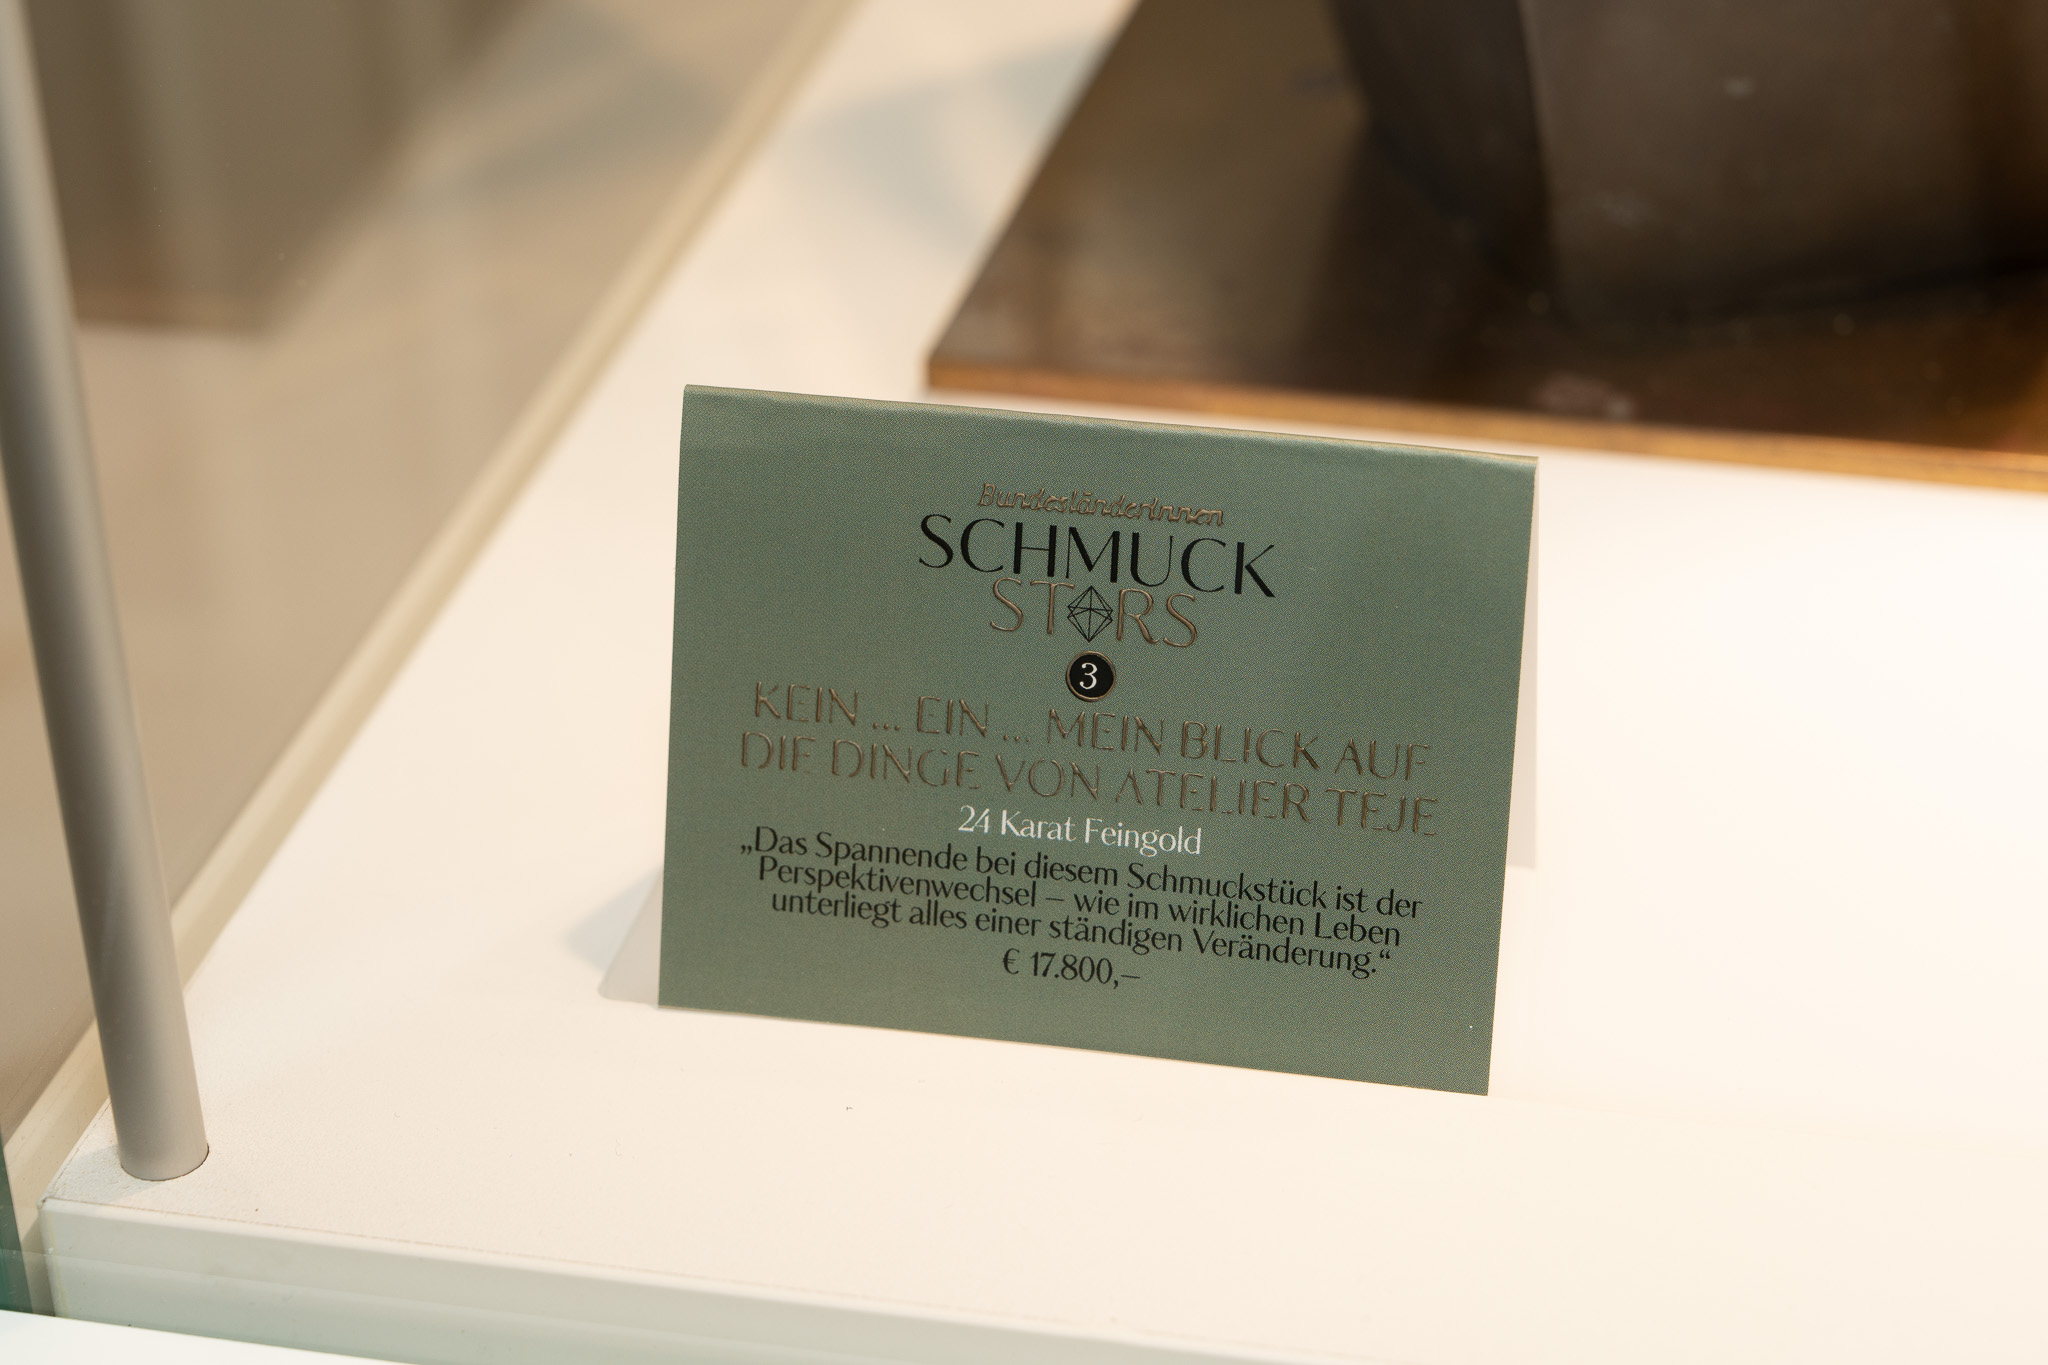 BundesländerInnen
SCHMUCK
STARS
3
KEIN ... EIN ... MEIN BLICK AUF
DIE DINGE VON ATELIER TEJE
24 Karat Feingold
„Das Spannende bei diesem Schmuckstück ist der
Perspektivenwechsel – wie im wirklichen Leben
unterliegt alles einer ständigen Veränderung.“
€ 17.800,–